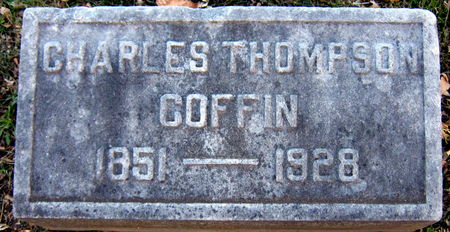 CHARLES THOMPSON
COFFIN
1851 — 1928